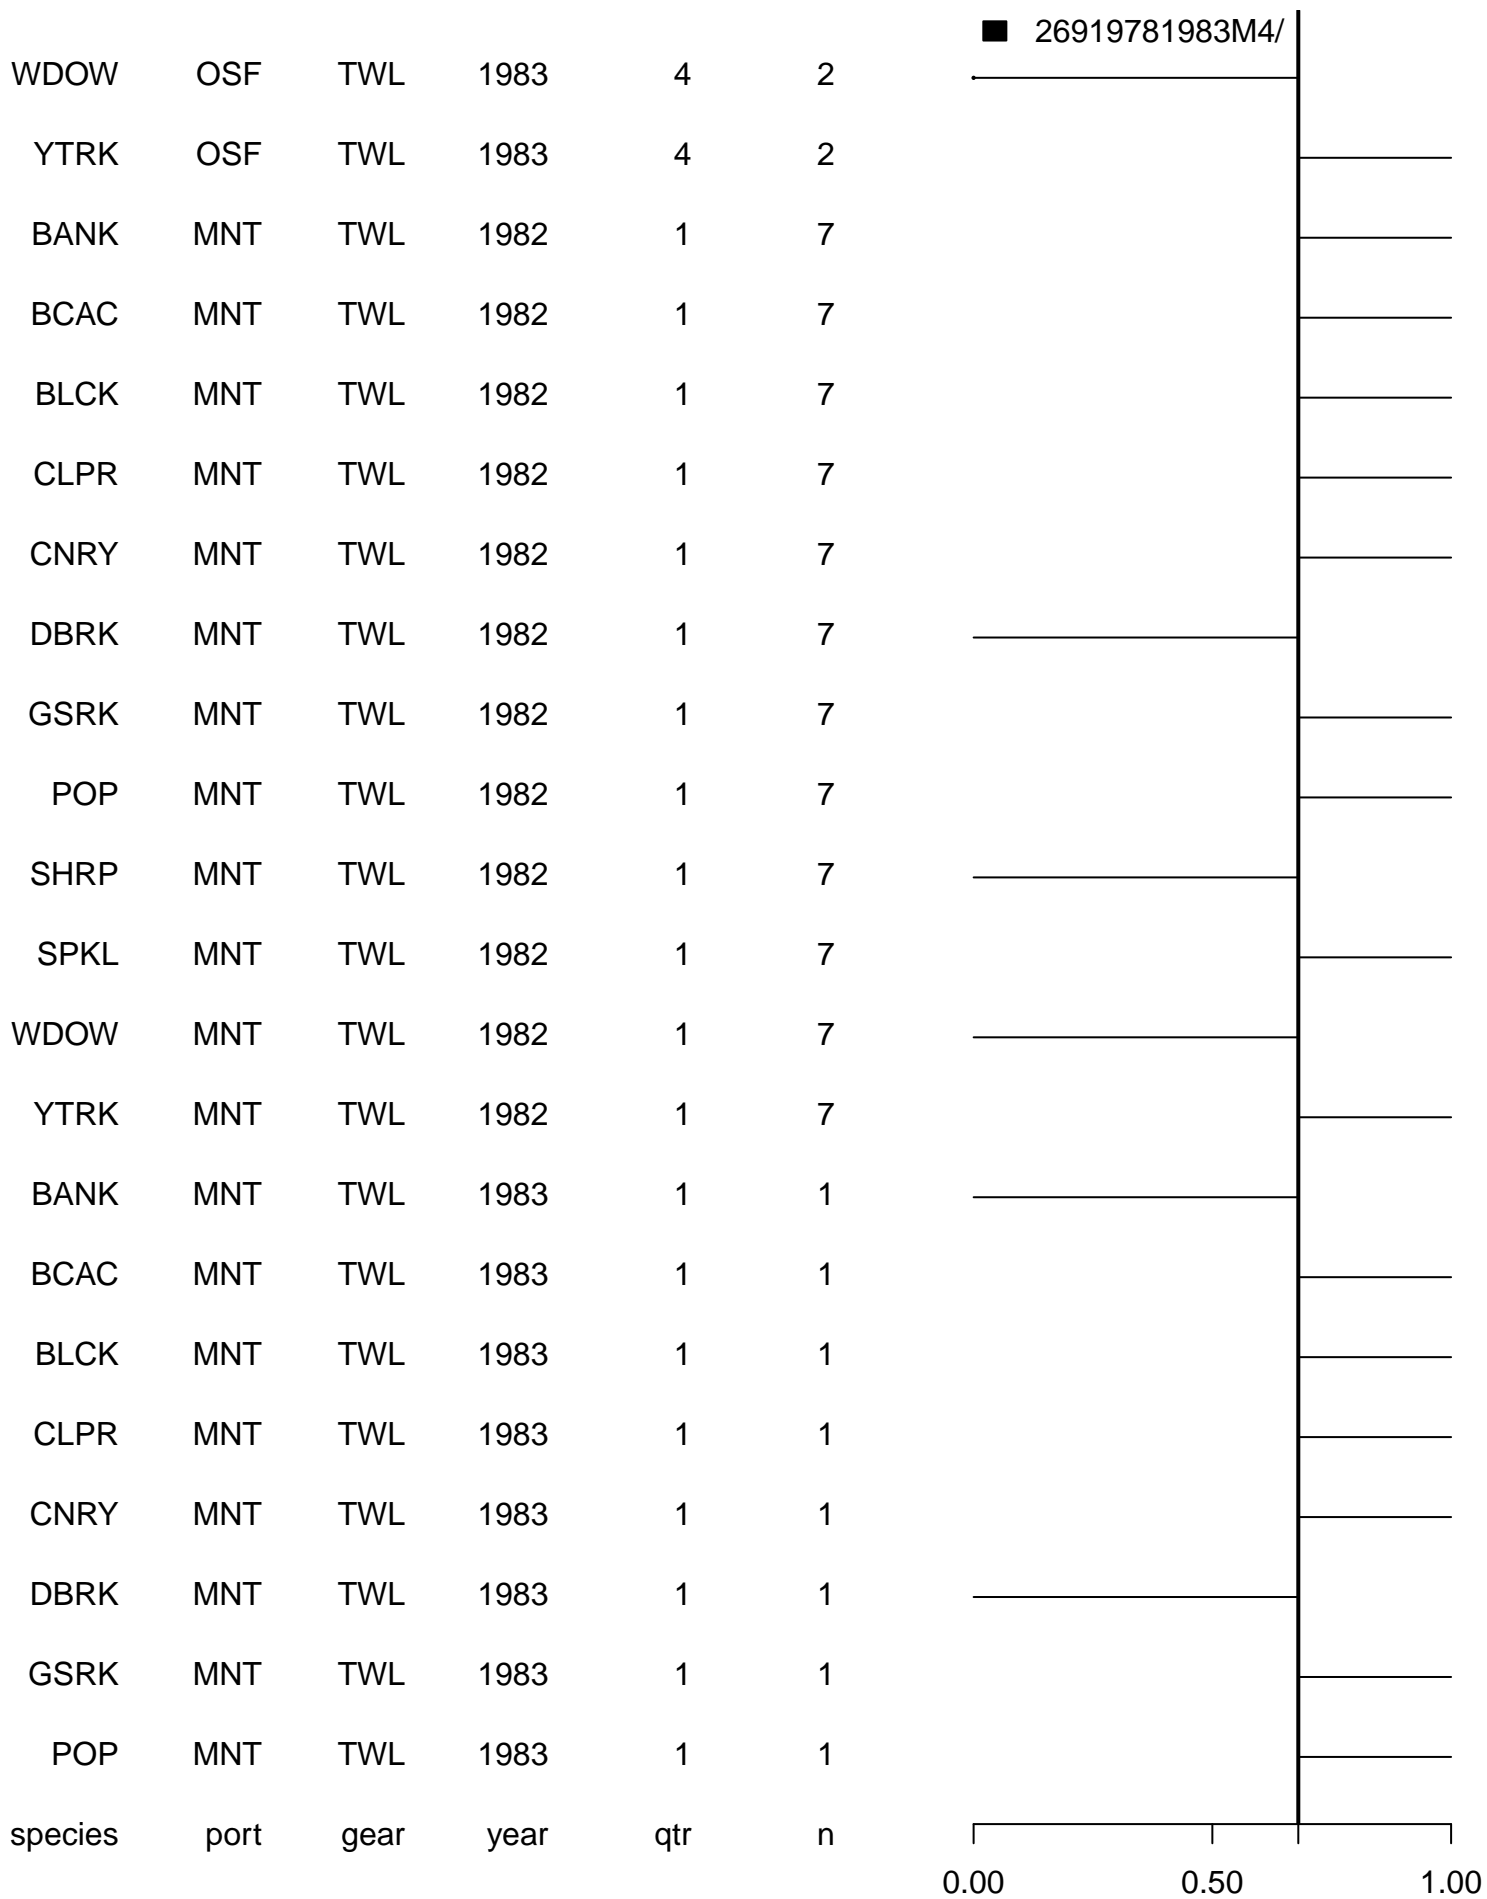 26919781983M4/
WDOW OSF TWL 1983 4 2
YTRK OSF TWL 1983 4 2
BANK MNT TWL 1982 1 7
BCAC MNT TWL 1982 1 7
BLCK MNT TWL 1982 1 7
CLPR MNT TWL 1982 1 7
CNRY MNT TWL 1982 1 7
DBRK MNT TWL 1982 1 7
GSRK MNT TWL 1982 1 7
POP MNT TWL 1982 1 7
SHRP MNT TWL 1982 1 7
SPKL MNT TWL 1982 1 7
WDOW MNT TWL 1982 1 7
YTRK MNT TWL 1982 1 7
BANK MNT TWL 1983 1 1
BCAC MNT TWL 1983 1 1
BLCK MNT TWL 1983 1 1
CLPR MNT TWL 1983 1 1
CNRY MNT TWL 1983 1 1
DBRK MNT TWL 1983 1 1
GSRK MNT TWL 1983 1 1
POP MNT TWL 1983 1 1
species port gear year qtr n
0.00 0.50 1.00